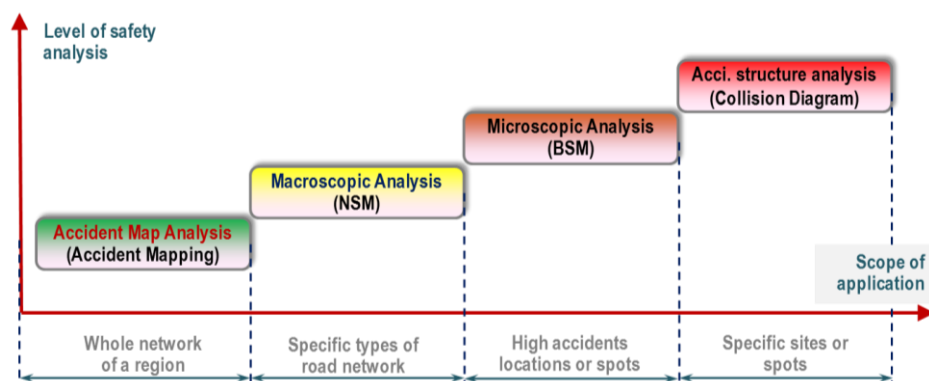 Level of safety
analysis
Acci. structure analysis
(Collision Diagram)
Microscopic Analysis
(BSM)
Macroscopic Analysis
(NSM)
Accident Map Analysis
(Accident Mapping)
Scope of
application
Whole network
of a region
Specific types of
road network
High accidents
locations or spots
Specific sites or
spots